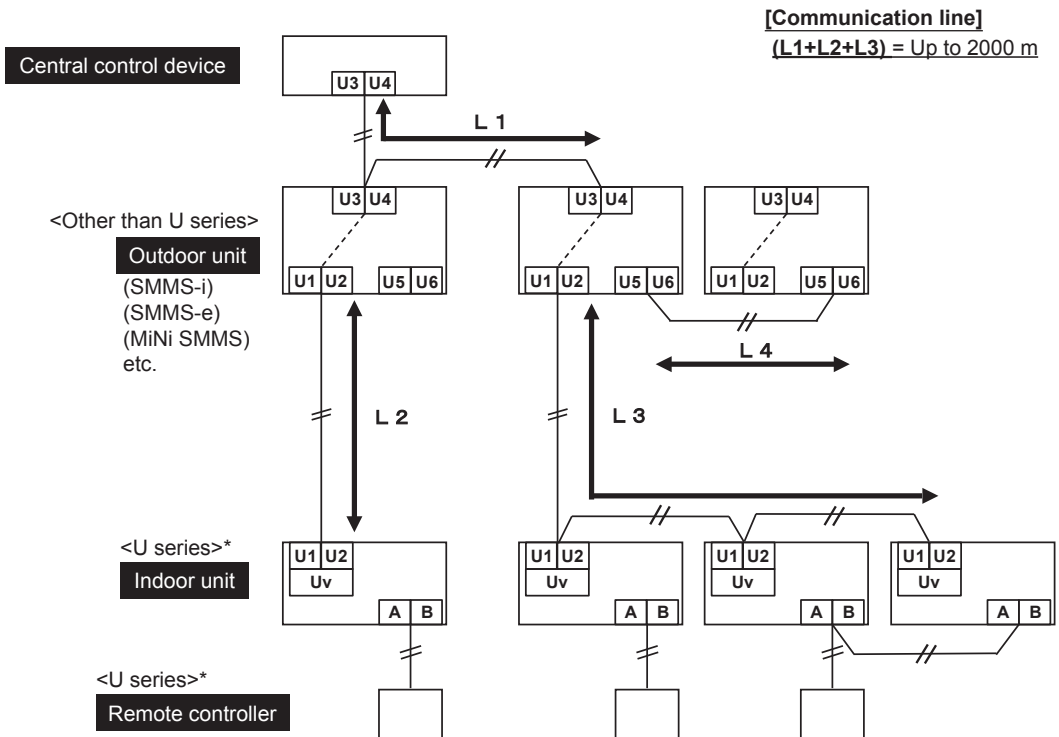 [Communication line]
(L1+L2+L3) = Up to 2000 m
Central control device
U3 U4
L 1
<Other than U series>
Outdoor unit
(SMMS-i)
(SMMS-e)
(MiNi SMMS)
etc.
U3 U4
U3 U4
U3 U4
U1 U2 U5 U6
U1 U2 U5 U6
U1 U2 U5 U6
L 4
L 2
L 3
<U series>*
Indoor unit
U1 U2
Uv
A B
U1 U2
Uv
A B
U1 U2
Uv
A B
U1 U2
Uv
A B
<U series>*
Remote controller